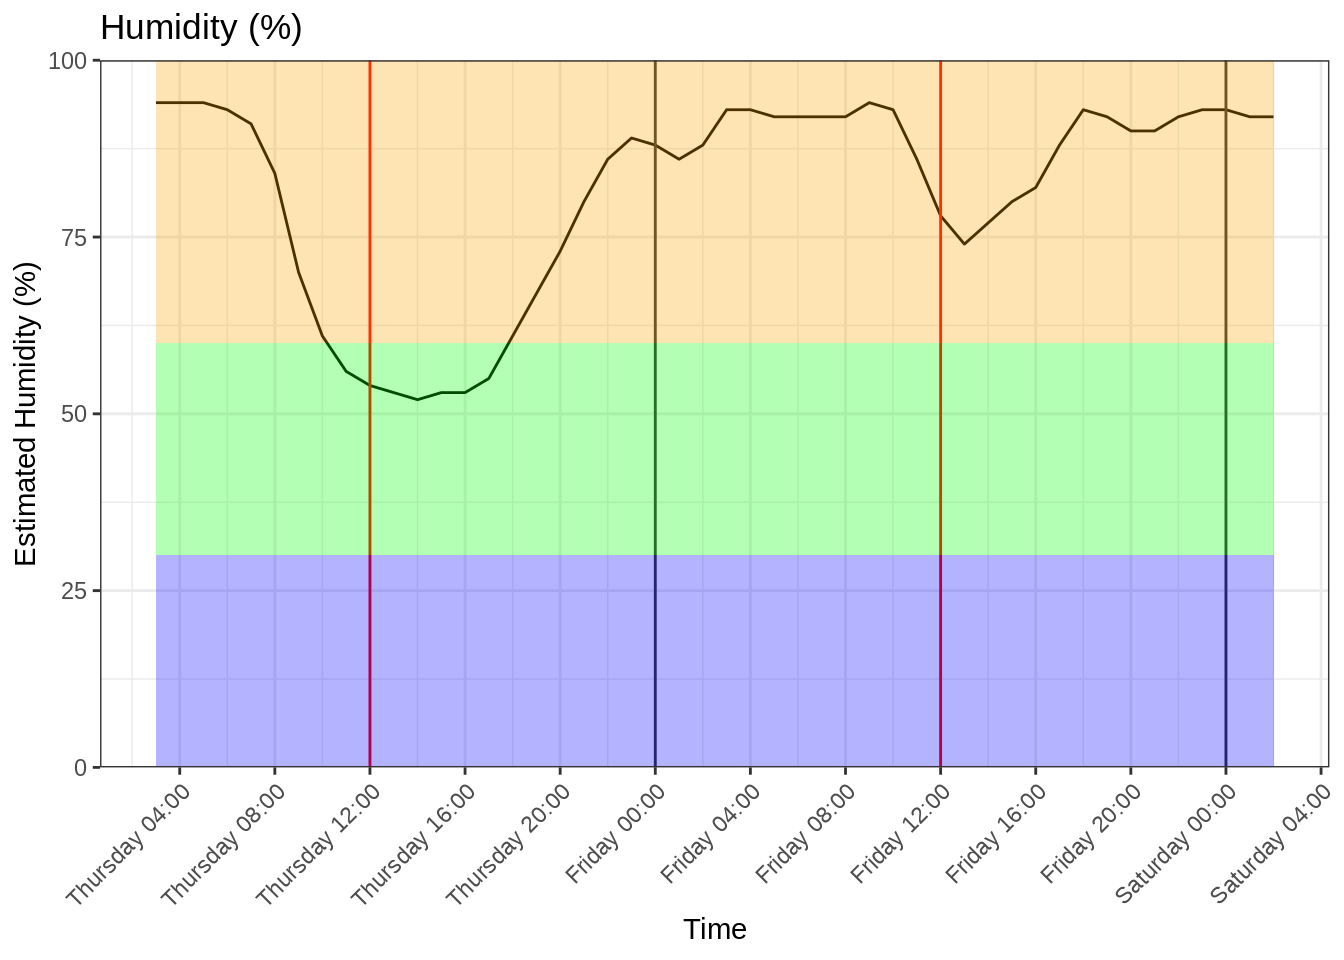 Humidity (%)
Estimated Humidity (%)
100
75
50
25
0
Thursday 04:00
Thursday 08:00
Thursday 12:00
Thursday 16:00
Thursday 20:00
Friday 00:00
Friday 04:00
Friday 08:00
Friday 12:00
Friday 16:00
Friday 20:00
Saturday 00:00
Saturday 04:00
Time